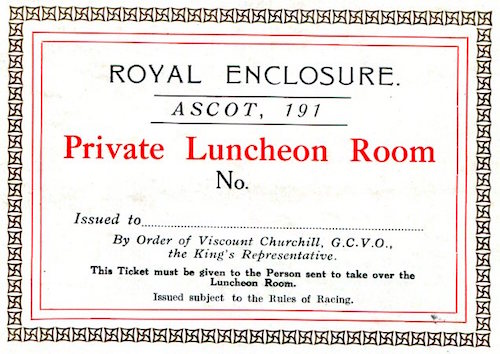 ROYAL ENCLOSURE.
ASCOT, 191
Private Luncheon Room
No.
Issued to
By Order of Viscount Churchill, G.C.V.O.,
the King's Representative.
This Ticket must be given to the Person sent to take over the
Luncheon Room.
Issued subject to the Rules of Racing.